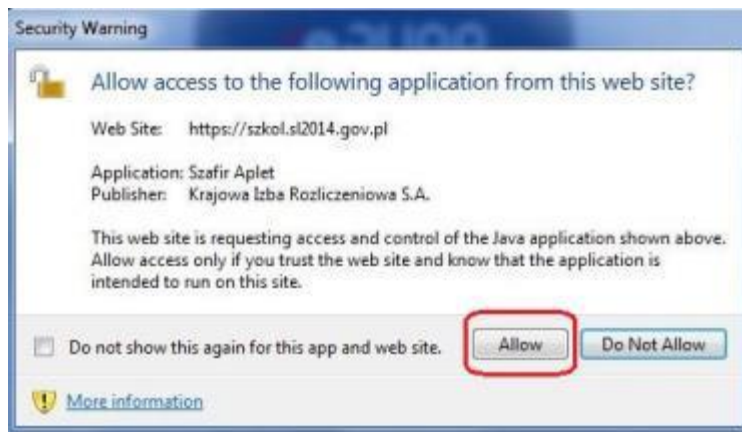 Security Warning
Allow access to the following application from this web site?
Web Site: https://szkol.sl2014.gov.pl
Application: Szafir Aplet
Publisher: Krajowa Izba Rozliczeniowa S.A.
This web site is requesting access and control of the Java application shown above.
Allow access only if you trust the web site and know that the application is
intended to run on this site.
Do not show this again for this app and web site.
Allow
Do Not Allow
More information